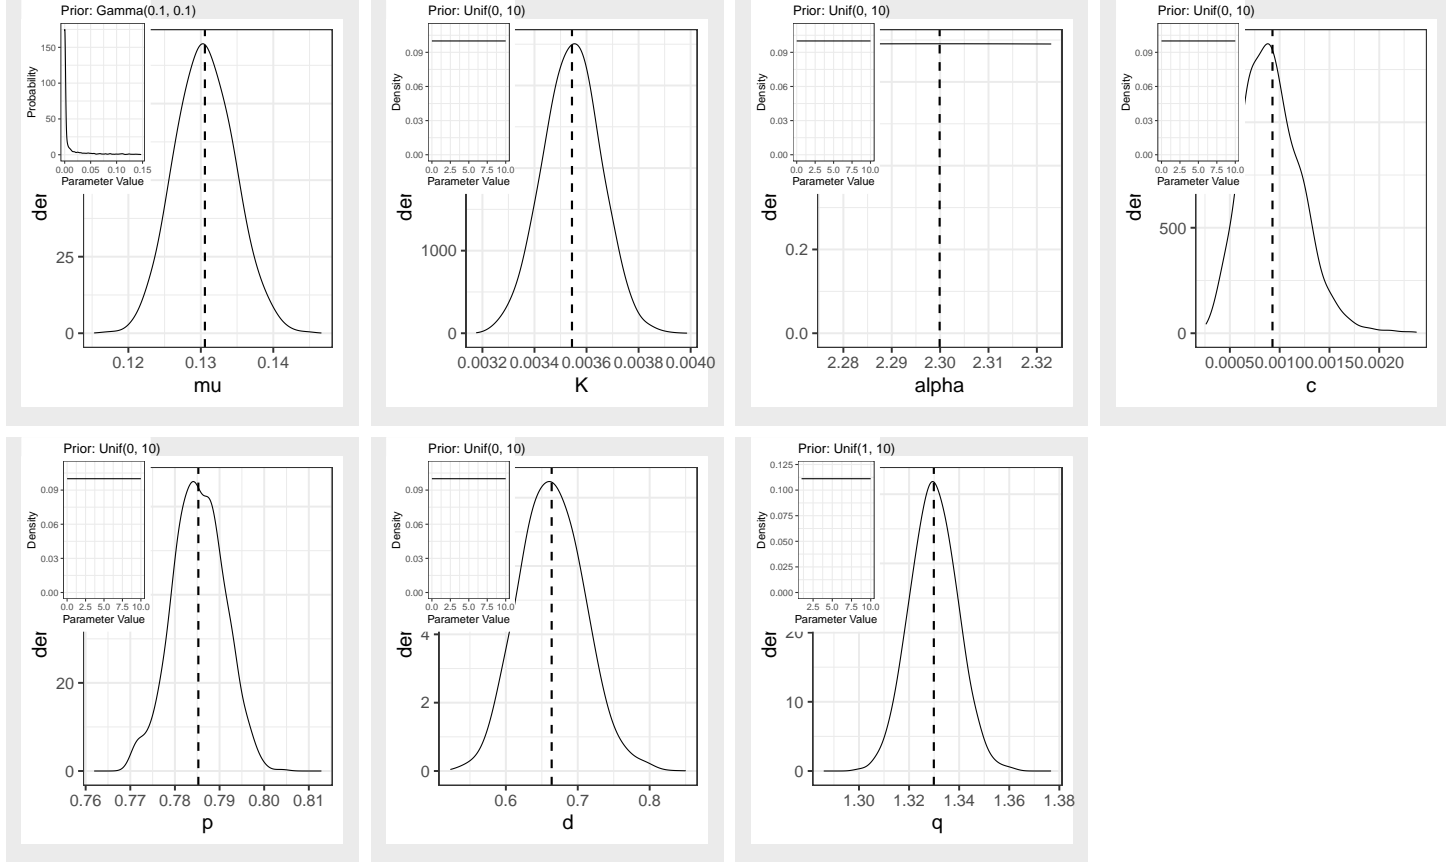 Prior: Gamma(0.1, 0.1)
Probability
150
100
50
0
0.00 0.05 0.10 0.15
Parameter Value
der
25
0
0.12 0.13 0.14
mu
Prior: Unif(0, 10)
Density
0.09
0.06
0.03
0.00
0.0 2.5 5.0 7.5 10.0
Parameter Value
der
1000
0
0.0032 0.0034 0.0036 0.0038 0.0040
K
Prior: Unif(0, 10)
Density
0.09
0.06
0.03
0.00
0.0 2.5 5.0 7.5 10.0
Parameter Value
der
0.2
0.0
2.28 2.29 2.30 2.31 2.32
alpha
Prior: Unif(0, 10)
Density
0.09
0.06
0.03
0.00
0.0 2.5 5.0 7.5 10.0
Parameter Value
der
500
0
0.0005 0.0010 0.0015 0.0020
c
Prior: Unif(0, 10)
Density
0.09
0.06
0.03
0.00
0.0 2.5 5.0 7.5 10.0
Parameter Value
der
20
0
0.76 0.77 0.78 0.79 0.80 0.81
p
Prior: Unif(0, 10)
Density
0.09
0.06
0.03
0.00
0.0 2.5 5.0 7.5 10.0
Parameter Value
der
4
2
0
0.6 0.7 0.8
d
Prior: Unif(1, 10)
Density
0.125
0.100
0.075
0.050
0.025
0.000
2.5 5.0 7.5 10.0
Parameter Value
der
20
10
0
1.30 1.32 1.34 1.36 1.38
q